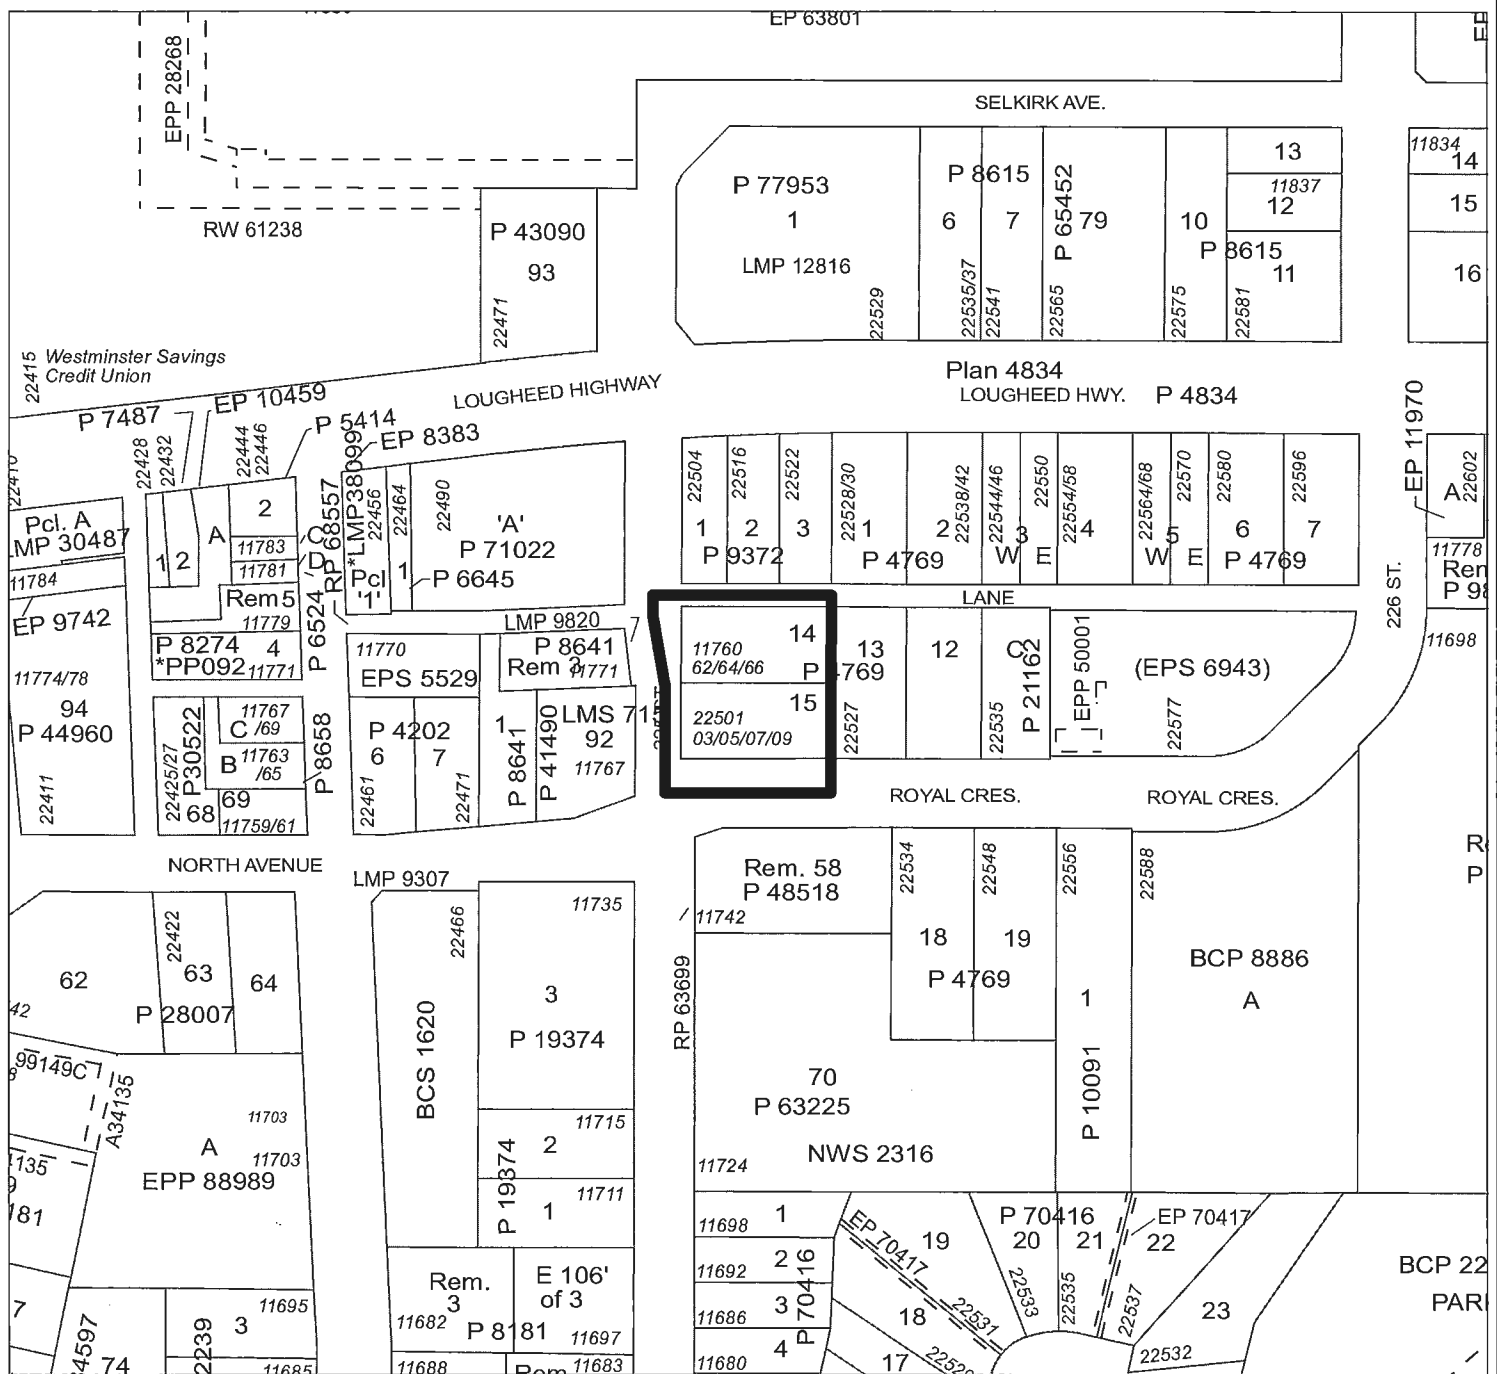 EP 63801
EPP 28268
SELKIRK AVE.
11834
14
13
11837
12
15
P 77953
1
LMP 12816
22529
P 8615
6
7
22535/37
22541
P 65452
79
22565
10
22575
P 8615
11
22581
16
RW 61238
P 43090
93
22471
22415
Westminster Savings
Credit Union
LOUGHEED HIGHWAY
Plan 4834
LOUGHEED HWY.
P 4834
P 7487
EP 10459
P 5414
EP 8383
EP 11970
22428
22432
22444
22446
RP 68557
*LMP38099
22456
22464
22490
22504
22516
22522
22528/30
22538/42
22544/46
22550
22554/58
22564/68
22570
22580
22596
A
22602
Pcl. A
LMP 30487
1
2
A
2
11783
C
11781
D
Pcl
'1'
1
P 6645
'A'
P 71022
1
2
3
P 9372
1
P 4769
2
3
W
E
4
5
W
E
6
P 4769
7
11778
11784
EP 9742
Rem 5
11779
P 8274
*PP092
4
11771
P 6524
LMP 9820
LANE
226 ST.
11698
11774/78
94
P 44960
22411
11770
EPS 5529
P 8641
Rem 3
11771
11760
62/64/66
14
P 4769
13
12
C
P 21162
EPP 50001
(EPS 6943)
22577
15
22501
03/05/07/09
22527
22535
P30522
22425/27
C
11767
/69
B
11763
/65
68
69
11759/61
P 8658
P 4202
6
7
22461
22471
1
P 8641
P 41490
92
11767
ROYAL CRES.
ROYAL CRES.
NORTH AVENUE
LMP 9307
62
22422
63
64
P 28007
22466
BCS 1620
11735
3
P 19374
Rem. 58
P 48518
11742
22534
22548
18
19
P 4769
22556
1
P 10091
22588
BCP 8886
A
RP 63699
70
P 63225
NWS 2316
11724
99149C
A34135
11703
A
11703
EPP 88989
11715
2
P 19374
11711
1
1
11698
2
11692
3
11686
4
11680
P 70416
EP 70417
19
P 70416
20
21
EP 70417
22
22533
22535
22537
22531
18
17
23
22532
BCP 22
Rem.
3
11682
E 106'
of 3
P 8181
11697
7
11695
3
74
11685
11688
11683